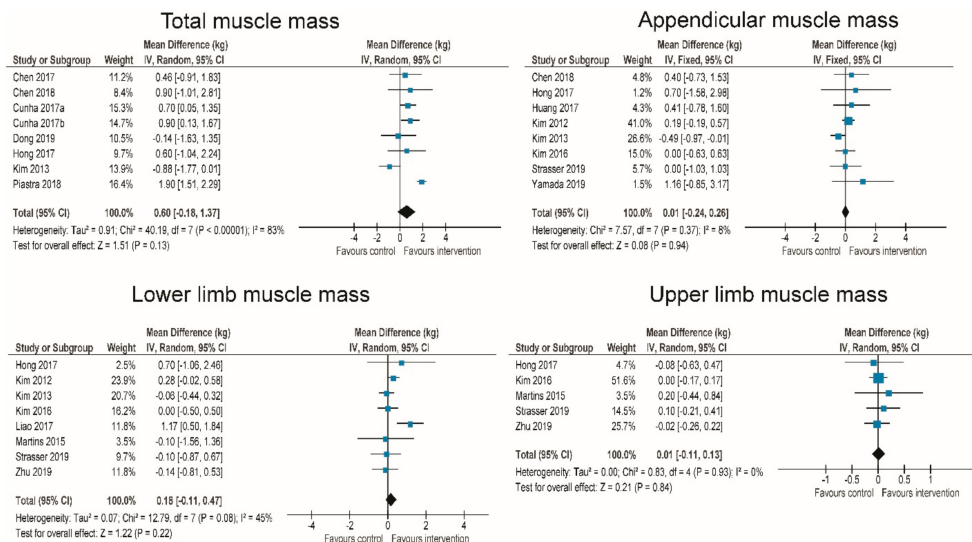 Total muscle mass
Mean Difference (kg) Mean Difference (kg)
Study or Subgroup Weight IV, Random, 95% CI IV, Random, 95% CI
Chen 2017 11.2% 0.46 [-0.91, 1.83]
Chen 2018 8.4% 0.90 [-1.01, 2.81]
Cunha 2017a 15.3% 0.70 [0.05, 1.35]
Cunha 2017b 14.7% 0.90 [0.13, 1.67]
Dong 2019 10.5% -0.14 [-1.63, 1.35]
Hong 2017 9.7% 0.60 [-1.04, 2.24]
Kim 2013 13.9% -0.88 [-1.77, 0.01]
Piastra 2018 16.4% 1.90 [1.51, 2.29]
Total (95% CI) 100.0% 0.60 [-0.18, 1.37]
Heterogeneity: Tau² = 0.91; Chi² = 40.19, df = 7 (P < 0.00001); I² = 83%
Test for overall effect: Z = 1.51 (P = 0.13)
-4 -2 0 2 4
Favours control Favours intervention
Appendicular muscle mass
Mean Difference (kg) Mean Difference (kg)
Study or Subgroup Weight IV, Fixed, 95% CI IV, Fixed, 95% CI
Chen 2018 4.8% 0.40 [-0.73, 1.53]
Hong 2017 1.2% 0.70 [-1.58, 2.98]
Huang 2017 4.3% 0.41 [-0.78, 1.60]
Kim 2012 41.0% 0.19 [-0.19, 0.57]
Kim 2013 26.6% -0.49 [-0.97, -0.01]
Kim 2016 15.0% 0.00 [-0.63, 0.63]
Strasser 2019 5.7% 0.00 [-1.03, 1.03]
Yamada 2019 1.5% 1.16 [-0.85, 3.17]
Total (95% CI) 100.0% 0.01 [-0.24, 0.26]
Heterogeneity: Chi² = 7.57, df = 7 (P = 0.37); I² = 8%
Test for overall effect: Z = 0.08 (P = 0.94)
-4 -2 0 2 4
Favours control Favours intervention
Lower limb muscle mass
Mean Difference (kg) Mean Difference (kg)
Study or Subgroup Weight IV, Random, 95% CI IV, Random, 95% CI
Hong 2017 2.5% 0.70 [-1.06, 2.46]
Kim 2012 23.9% 0.28 [-0.02, 0.58]
Kim 2013 20.7% -0.06 [-0.44, 0.32]
Kim 2016 16.2% 0.00 [-0.50, 0.50]
Liao 2017 11.8% 1.17 [0.50, 1.84]
Martins 2015 3.5% -0.10 [-1.56, 1.36]
Strasser 2019 9.7% -0.10 [-0.87, 0.67]
Zhu 2019 11.8% -0.14 [-0.81, 0.53]
Total (95% CI) 100.0% 0.18 [-0.11, 0.47]
Heterogeneity: Tau² = 0.07; Chi² = 12.79, df = 7 (P = 0.08); I² = 45%
Test for overall effect: Z = 1.22 (P = 0.22)
-4 -2 0 2 4
Favours control Favours intervention
Upper limb muscle mass
Mean Difference (kg) Mean Difference (kg)
Study or Subgroup Weight IV, Random, 95% CI IV, Random, 95% CI
Hong 2017 4.7% -0.08 [-0.63, 0.47]
Kim 2016 51.6% 0.00 [-0.17, 0.17]
Martins 2015 3.5% 0.20 [-0.44, 0.84]
Strasser 2019 14.5% 0.10 [-0.21, 0.41]
Zhu 2019 25.7% -0.02 [-0.26, 0.22]
Total (95% CI) 100.0% 0.01 [-0.11, 0.13]
Heterogeneity: Tau² = 0.00; Chi² = 0.83, df = 4 (P = 0.93); I² = 0%
Test for overall effect: Z = 0.21 (P = 0.84)
-1 -0.5 0 0.5 1
Favours control Favours intervention